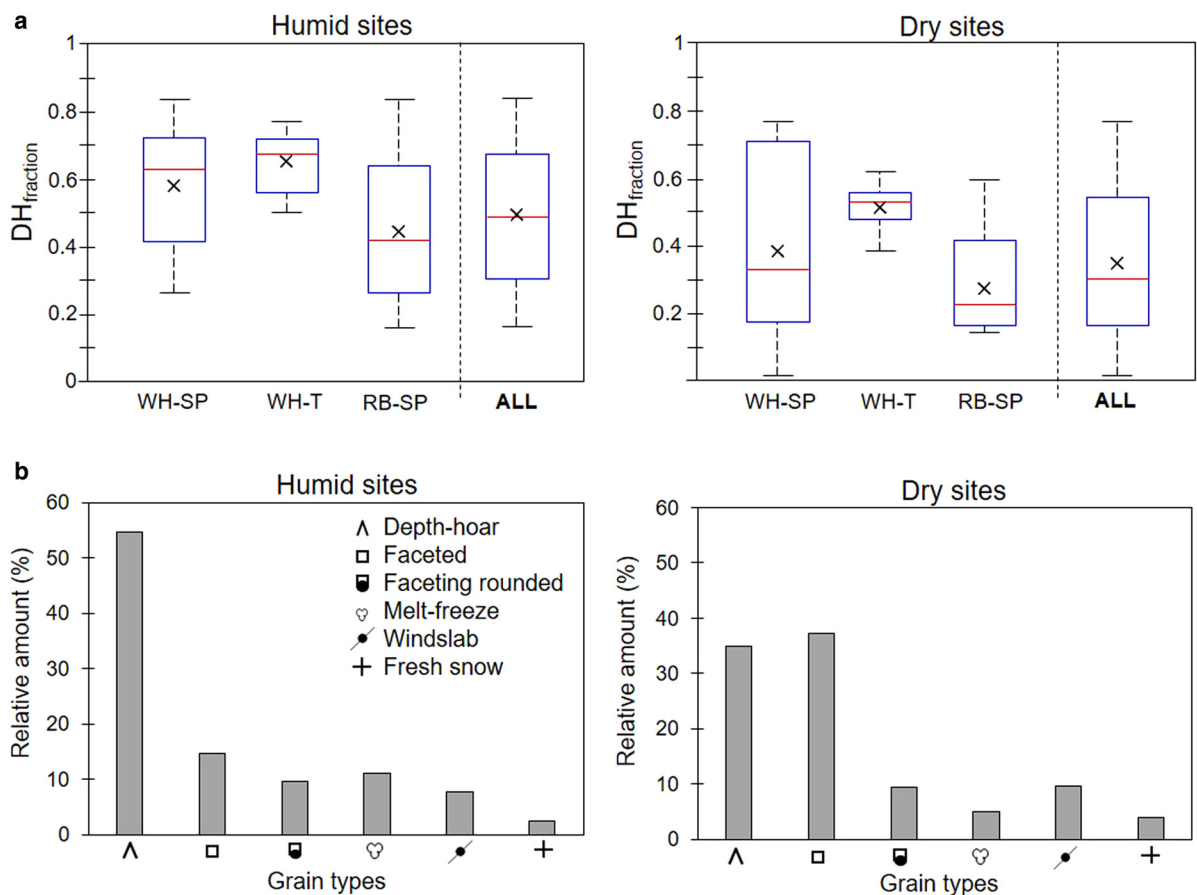 a
Humid sites
Dry sites
1
0.8
0.6
0.4
0.2
0
DHfraction
WH-SP
WH-T
RB-SP
ALL
1
0.8
0.6
0.4
0.2
0
DHfraction
WH-SP
WH-T
RB-SP
ALL
b
Humid sites
Dry sites
60
50
40
30
20
10
0
Relative amount (%)
Depth-hoar
Faceted
Faceting rounded
Melt-freeze
Windslab
Fresh snow
Grain types
60
50
40
30
20
10
0
Relative amount (%)
Grain types